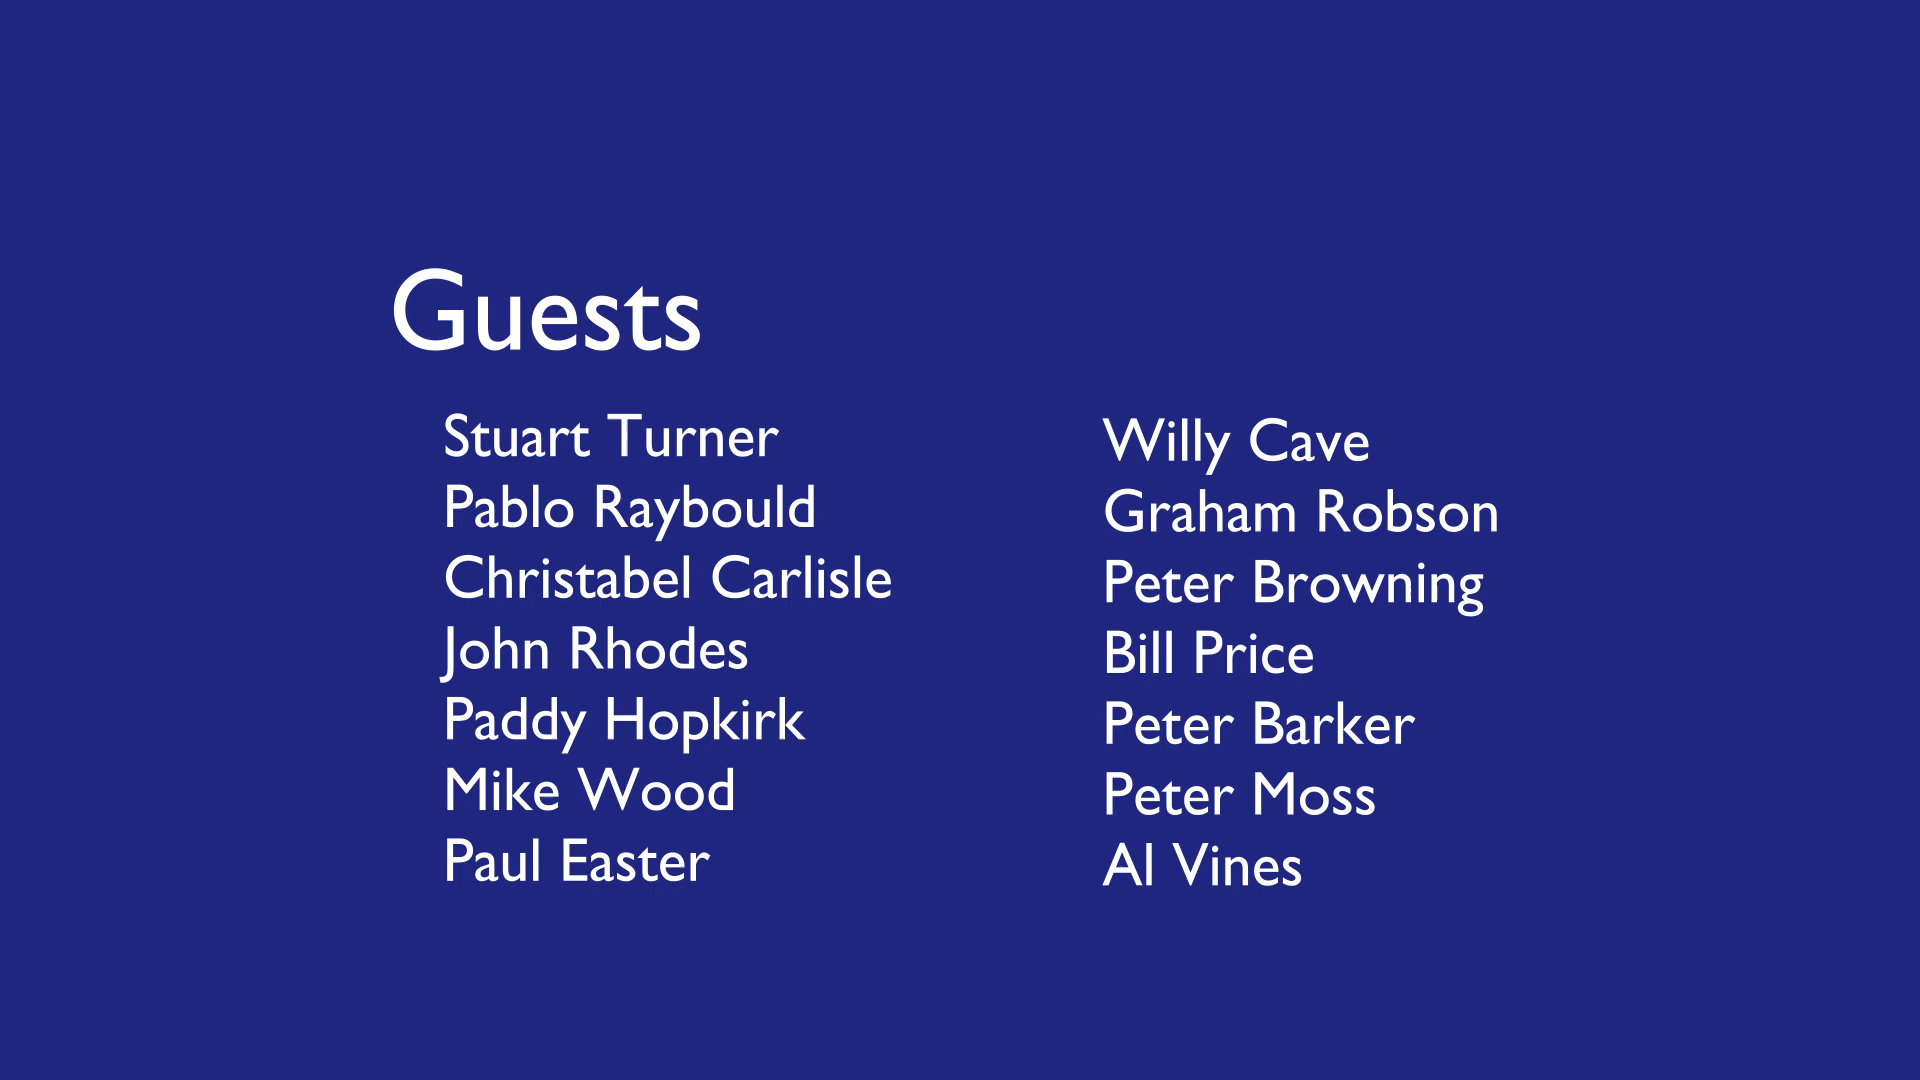 Guests
Stuart Turner
Pablo Raybould
Christabel Carlisle
John Rhodes
Paddy Hopkirk
Mike Wood
Paul Easter
Willy Cave
Graham Robson
Peter Browning
Bill Price
Peter Barker
Peter Moss
Al Vines